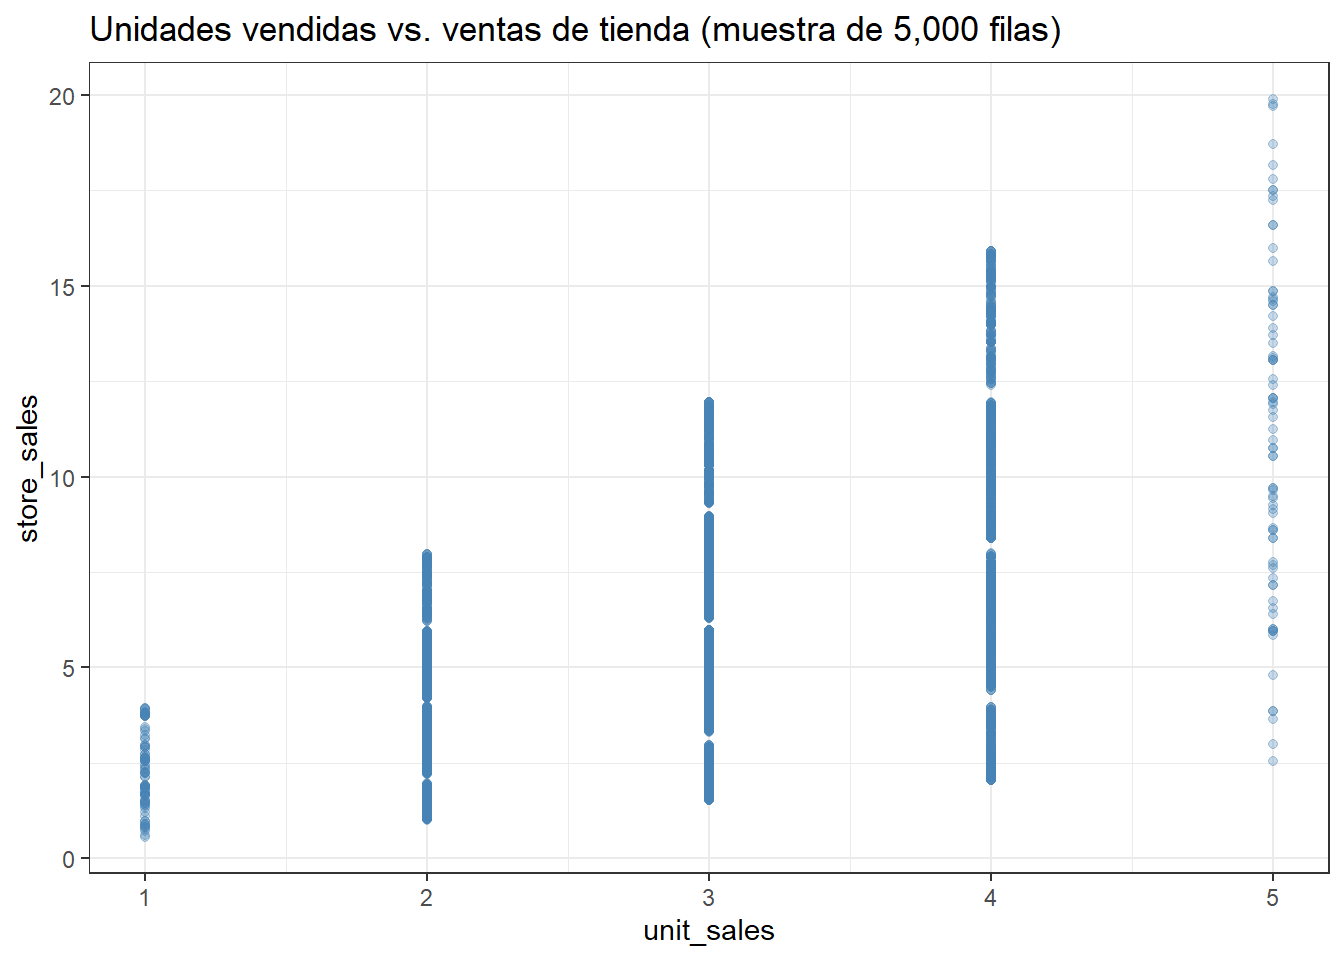 Unidades vendidas vs. ventas de tienda (muestra de 5,000 filas)
20
15
10
5
0
store_sales
1 2 3 4 5
unit_sales